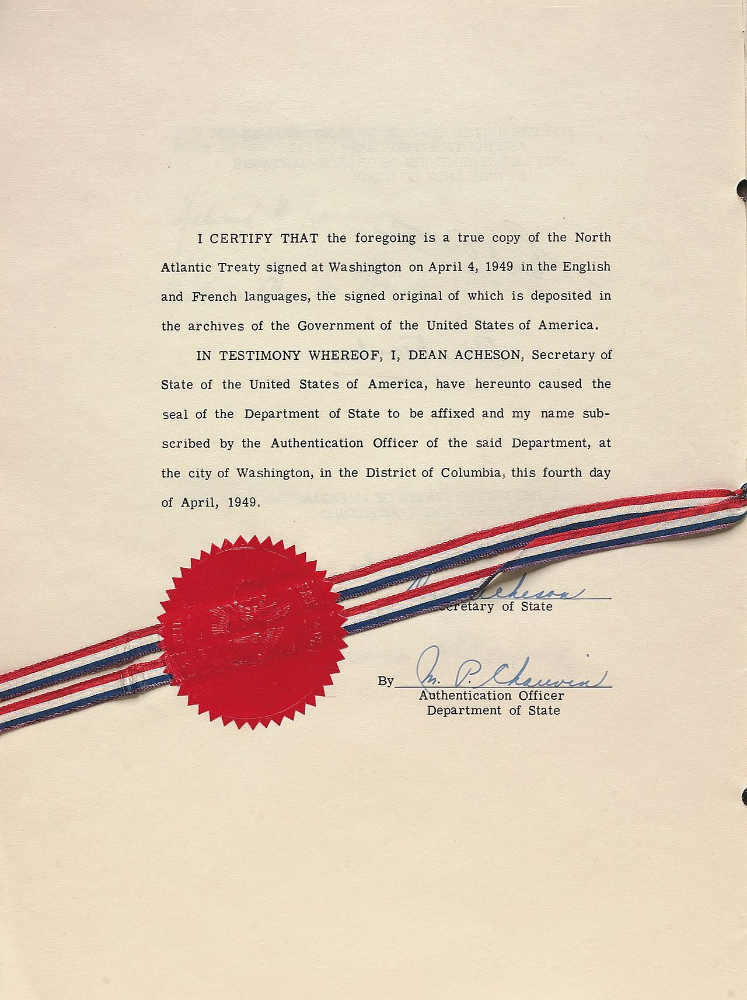 I CERTIFY THAT the foregoing is a true copy of the North
Atlantic Treaty signed at Washington on April 4, 1949 in the English
and French languages, the signed original of which is deposited in
the archives of the Government of the United States of America.
IN TESTIMONY WHEREOF, I, DEAN ACHESON, Secretary of
State of the United States of America, have hereunto caused the
seal of the Department of State to be affixed and my name sub-
scribed by the Authentication Officer of the said Department, at
the city of Washington, in the District of Columbia, this fourth day
of April, 1949.
Acheson
cretary of State
By M. P. Chauvin
Authentication Officer
Department of State